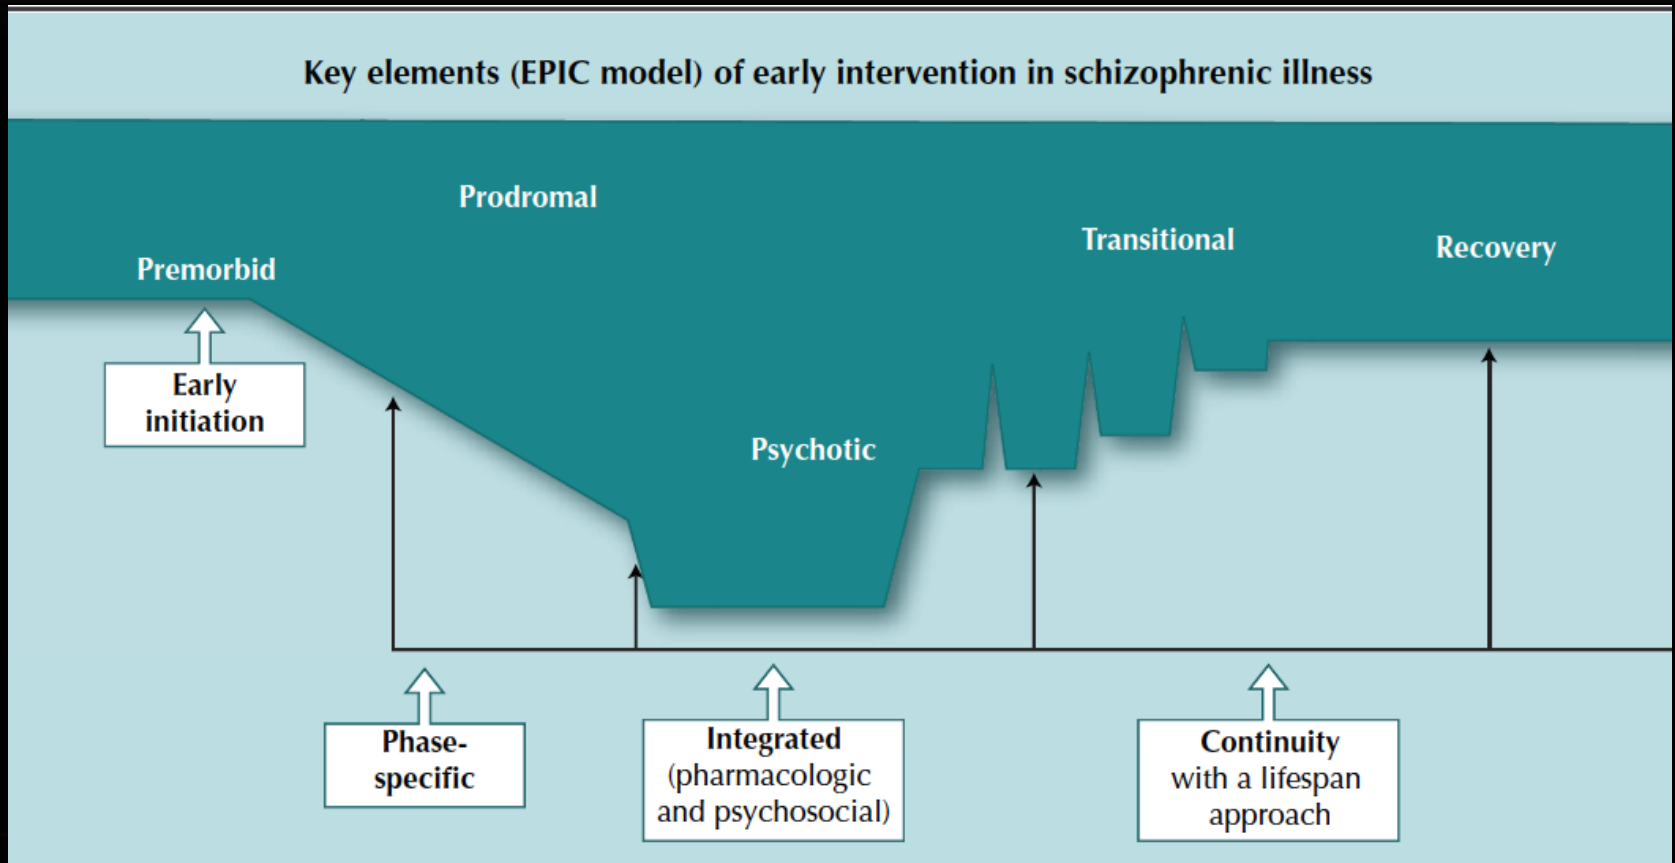 Key elements (EPIC model) of early intervention in schizophrenic illness
Prodromal
Transitional
Recovery
Premorbid
Early
initiation
Psychotic
Phase-
specific
Integrated
(pharmacologic
and psychosocial)
Continuity
with a lifespan
approach